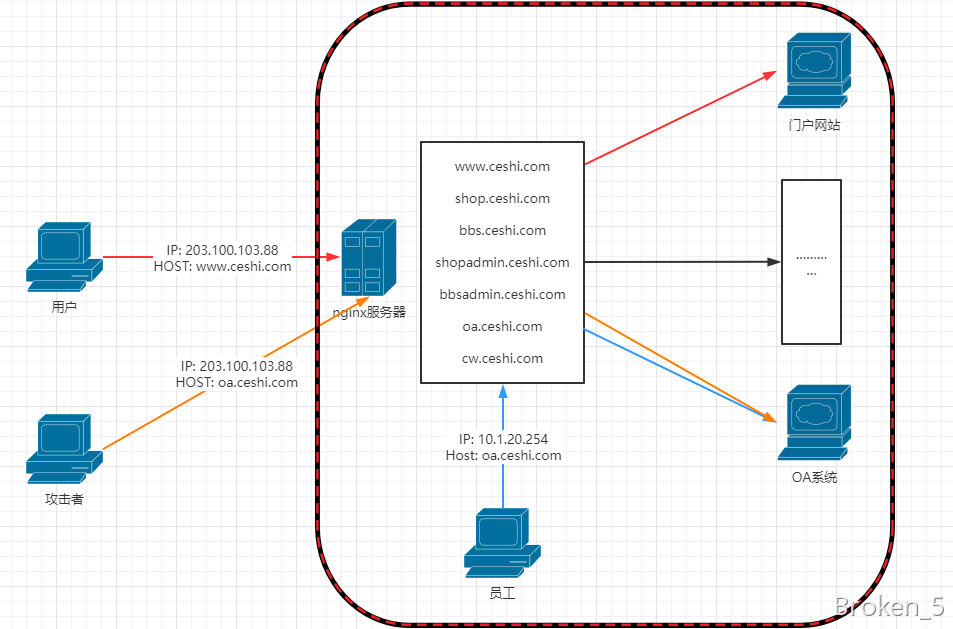 门户网站
www.ceshi.com
shop.ceshi.com
bbs.ceshi.com
shopadmin.ceshi.com
bbsadmin.ceshi.com
oa.ceshi.com
cw.ceshi.com
.........
...
IP: 203.100.103.88
HOST: www.ceshi.com
用户
nginx服务器
IP: 203.100.103.88
HOST: oa.ceshi.com
攻击者
IP: 10.1.20.254
Host: oa.ceshi.com
OA系统
员工
Broken_5